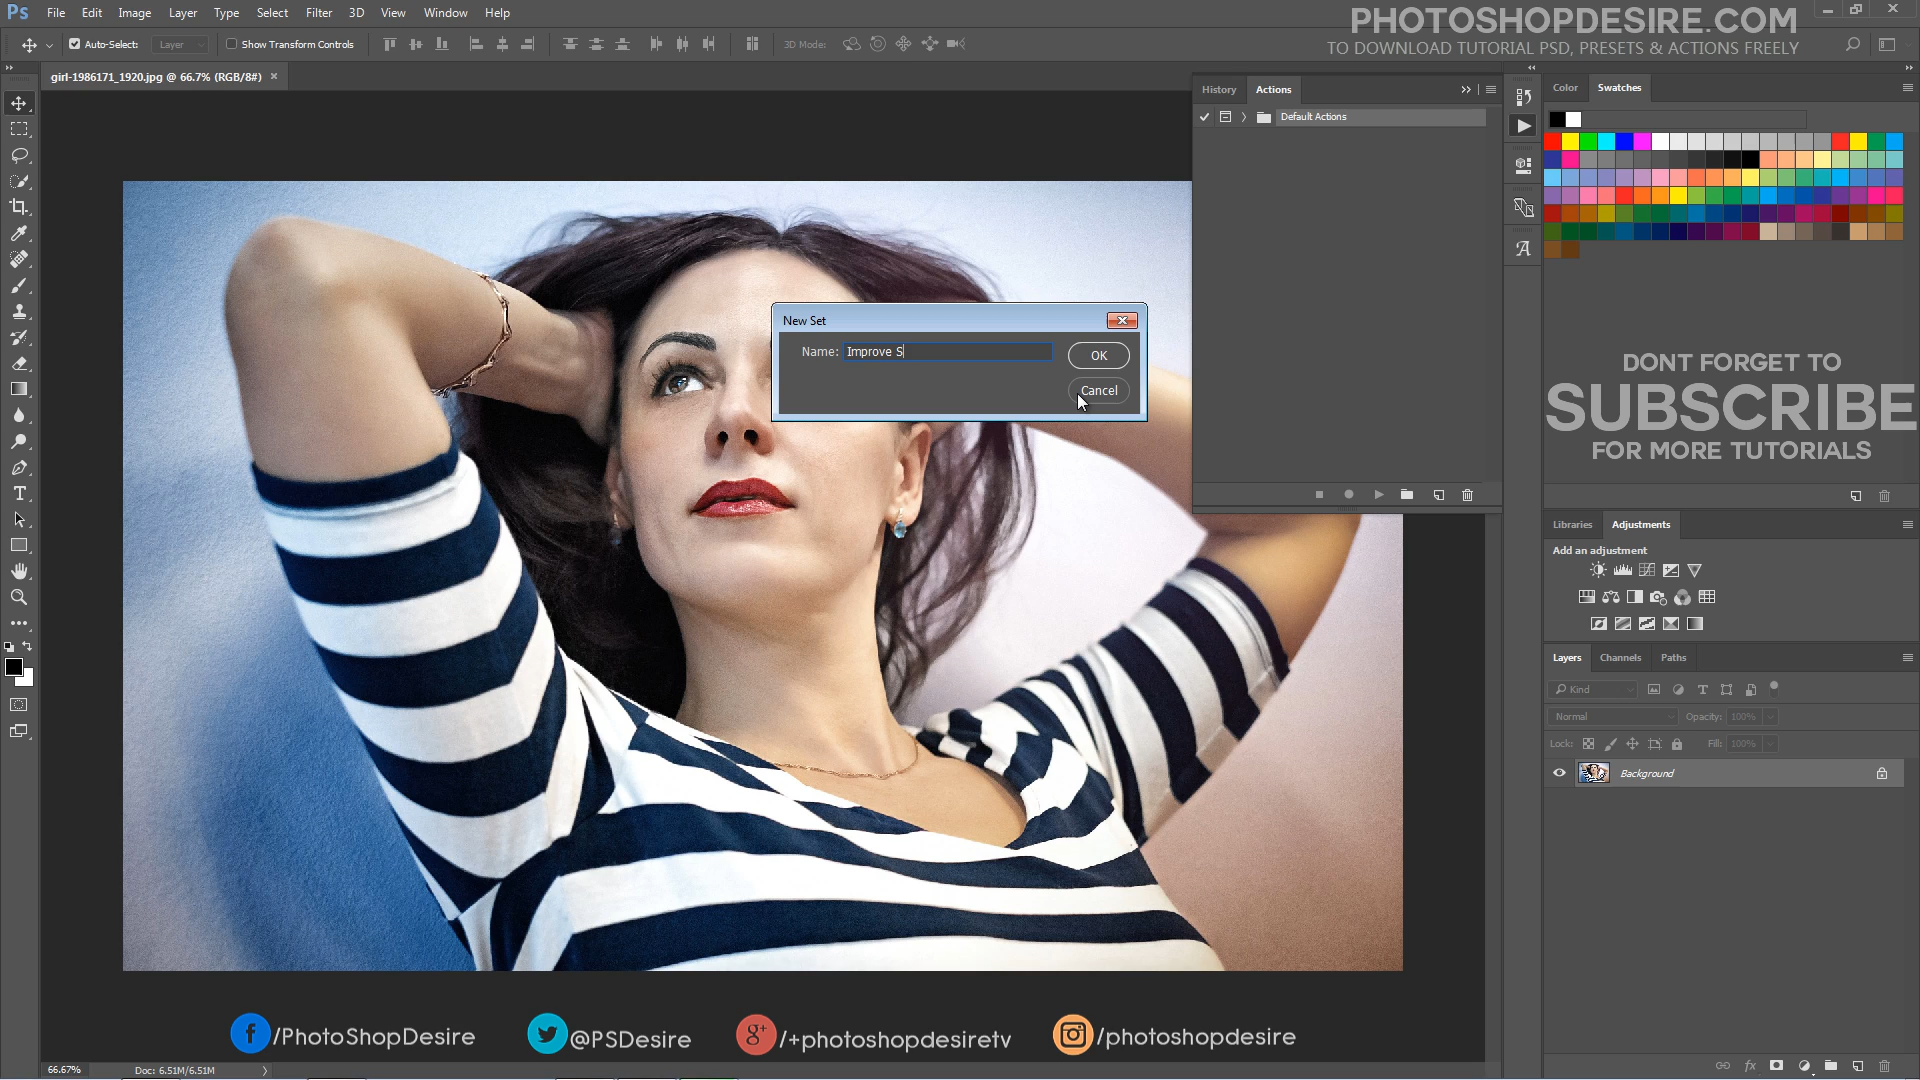 Ps File Edit Image Layer Type Select Filter 3D View Window Help
PHOTOSHOPDESIRE.COM
Auto-Select: Layer Show Transform Controls 3D Mode:
TO DOWNLOAD TUTORIAL PSD, PRESETS & ACTIONS FREELY
girl-1986171_1920.jpg @ 66.7% (RGB/8#) ×
History Actions
Default Actions
Color Swatches
New Set
Name: Improve S
OK
Cancel
DONT FORGET TO
SUBSCRIBE
FOR MORE TUTORIALS
Libraries Adjustments
Add an adjustment
Layers Channels Paths
Kind
Normal Opacity: 100%
Lock: Fill: 100%
Background
/PhotoShopDesire @PSDesire /+photoshopdesiretv /photoshopdesire
66.67% Doc: 6.51M/6.51M
fx